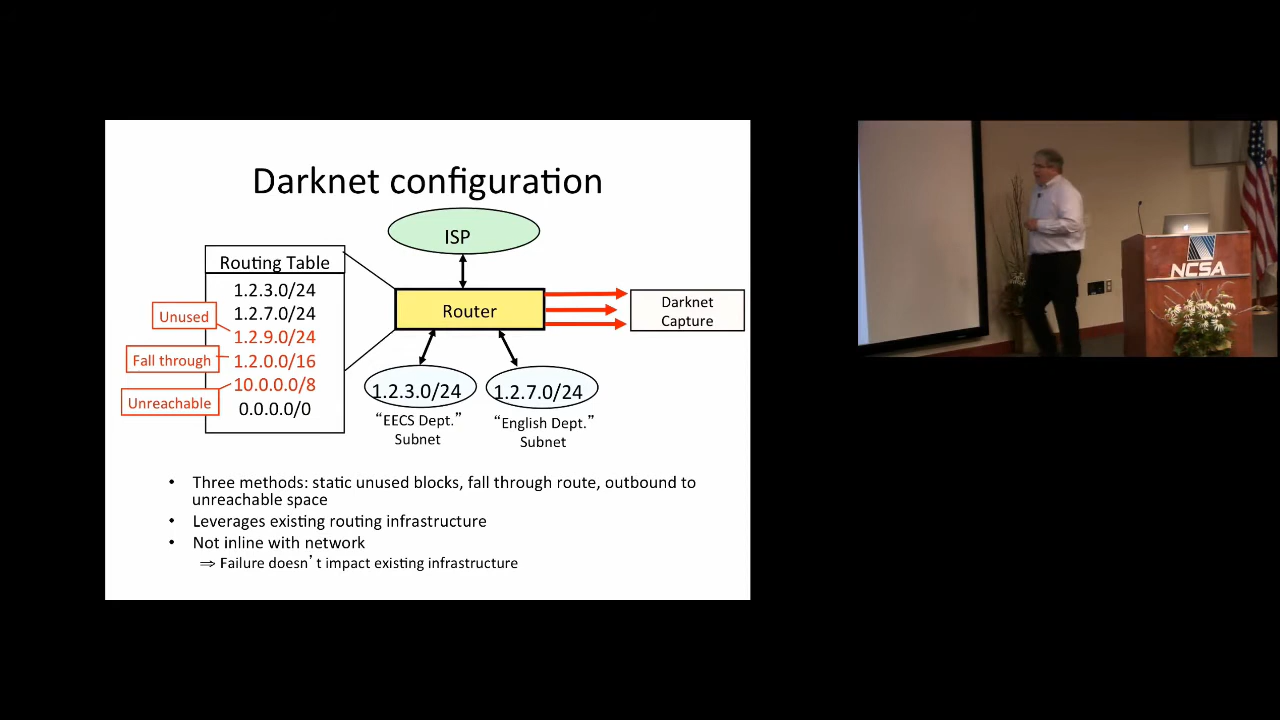 Darknet configuration
ISP
Routing Table
1.2.3.0/24
1.2.7.0/24
Unused
1.2.9.0/24
Fall through
1.2.0.0/16
Unreachable
10.0.0.0/8
0.0.0.0/0
Router
Darknet
Capture
1.2.3.0/24
1.2.7.0/24
“EECS Dept.”
Subnet
“English Dept.”
Subnet
• Three methods: static unused blocks, fall through route, outbound to
unreachable space
• Leverages existing routing infrastructure
• Not inline with network
⇒ Failure doesn’t impact existing infrastructure
NCSA